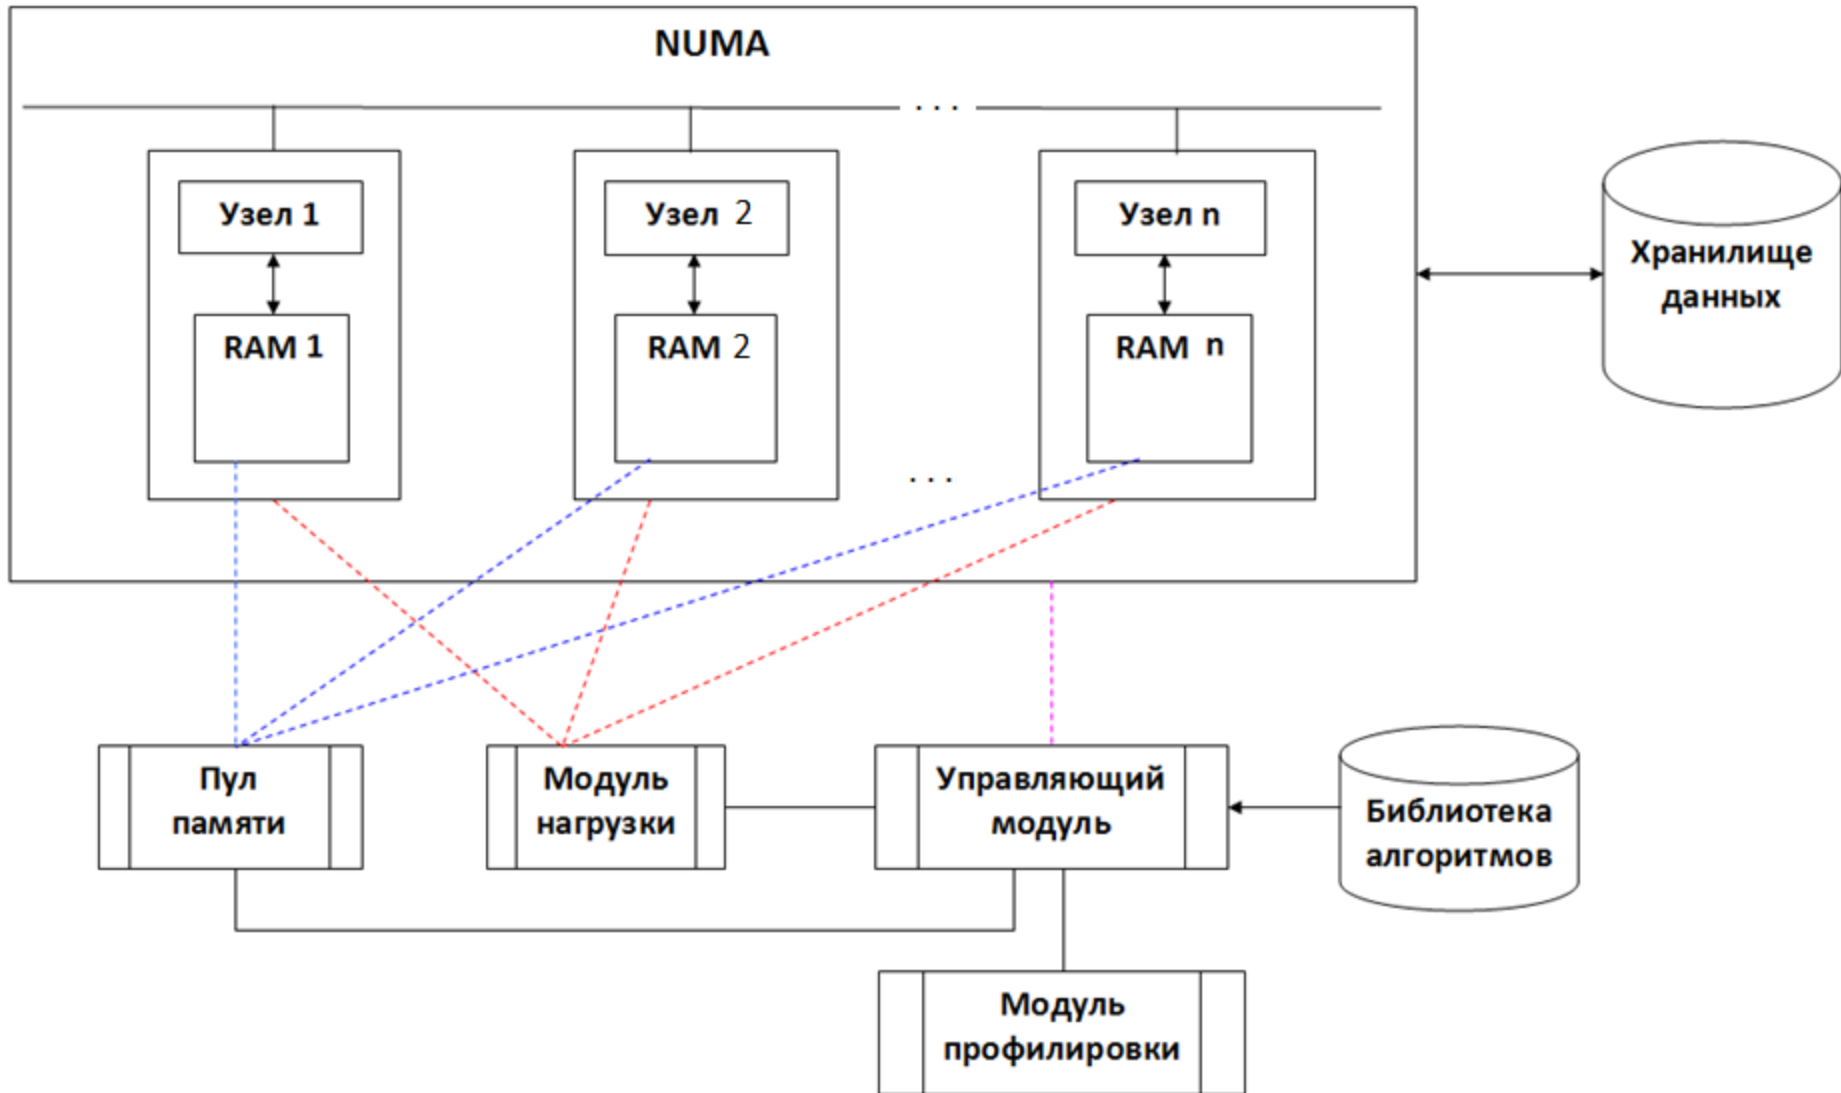 NUMA
. . .
Узел 1
Узел 2
Узел n
RAM 1
RAM 2
RAM n
. . .
Хранилище
данных
Пул
памяти
Модуль
нагрузки
Управляющий
модуль
Библиотека
алгоритмов
Модуль
профилировки